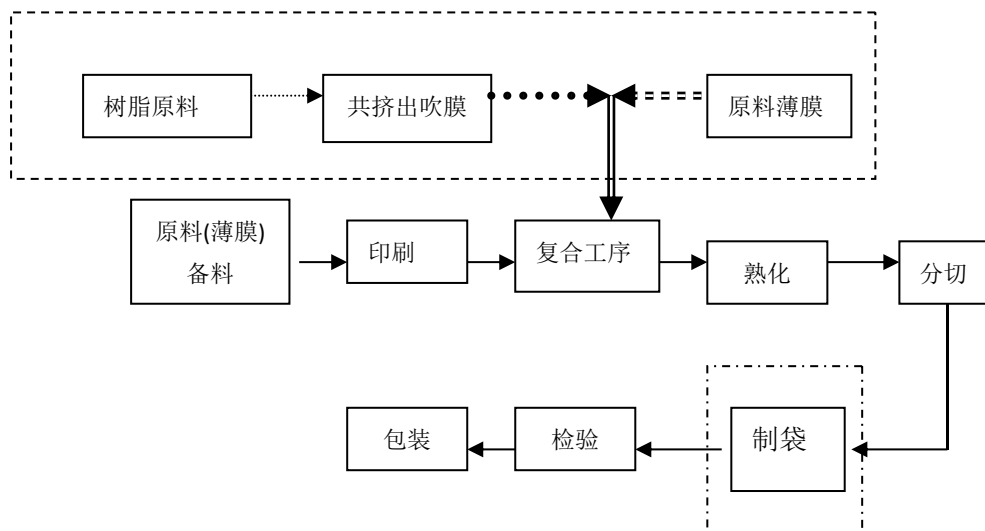 树脂原料
共挤出吹膜
原料薄膜
原料(薄膜)
备料
印刷
复合工序
熟化
分切
包装
检验
制袋